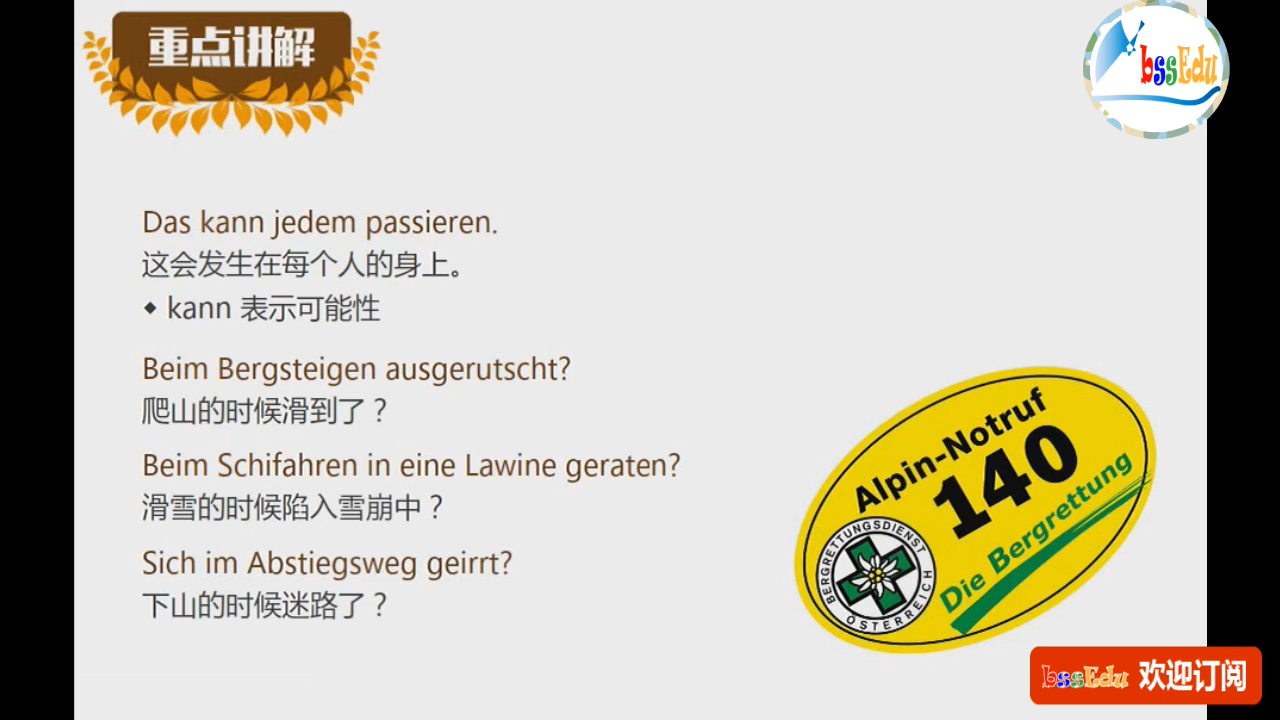 重点讲解
bssEdu
Das kann jedem passieren.
这会发生在每个人的身上。
◆ kann 表示可能性
Beim Bergsteigen ausgerutscht?
爬山的时候滑到了？
Beim Schifahren in eine Lawine geraten?
滑雪的时候陷入雪崩中？
Sich im Abstiegsweg geirrt?
下山的时候迷路了？
Alpin-Notruf
140
Die Bergrettung
BERGRETTUNGSDIENST
ÖSTERREICH
bssEdu 欢迎订阅